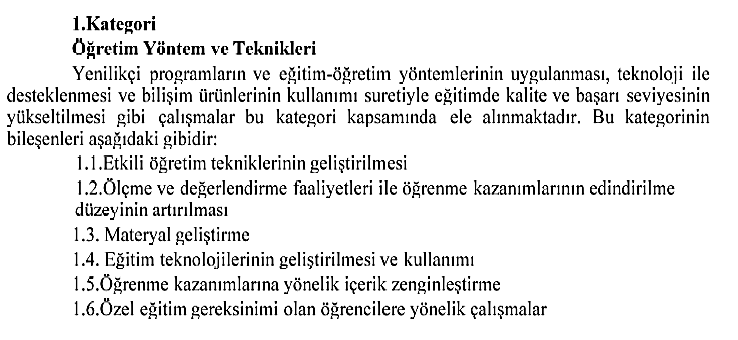 1.Kategori
Öğretim Yöntem ve Teknikleri
Yenilikçi programların ve eğitim-öğretim yöntemlerinin uygulanması, teknoloji ile
desteklenmesi ve bilişim ürünlerinin kullanımı suretiyle eğitimde kalite ve başarı seviyesinin
yükseltilmesi gibi çalışmalar bu kategori kapsamında ele alınmaktadır. Bu kategorinin
bileşenleri aşağıdaki gibidir:
1.1.Etkili öğretim tekniklerinin geliştirilmesi
1.2.Ölçme ve değerlendirme faaliyetleri ile öğrenme kazanımlarının edindirilme
düzeyinin artırılması
1.3. Materyal geliştirme
1.4. Eğitim teknolojilerinin geliştirilmesi ve kullanımı
1.5.Öğrenme kazanımlarına yönelik içerik zenginleştirme
1.6.Özel eğitim gereksinimi olan öğrencilere yönelik çalışmalar